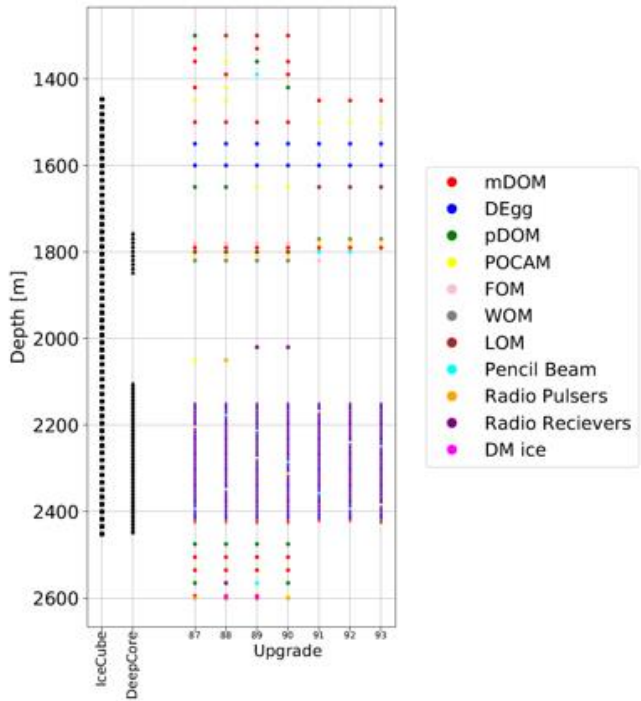 Depth [m]
1400
1600
1800
2000
2200
2400
2600
IceCube
DeepCore
87 88 89 90 91 92 93
Upgrade
mDOM
DEgg
pDOM
POCAM
FOM
WOM
LOM
Pencil Beam
Radio Pulsers
Radio Recievers
DM ice